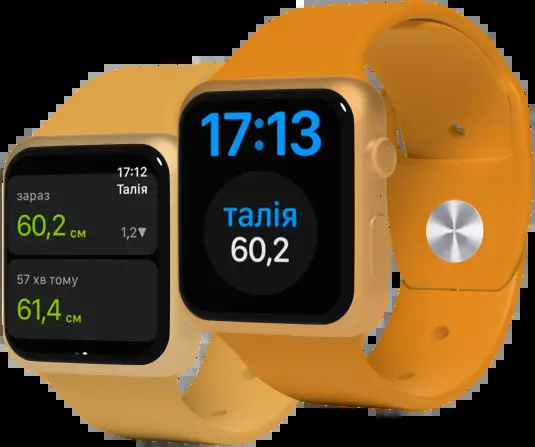 17:12
Талія
зараз
60,2 см
1,2▼
57 хв тому
61,4 см
17:13
талія
60,2